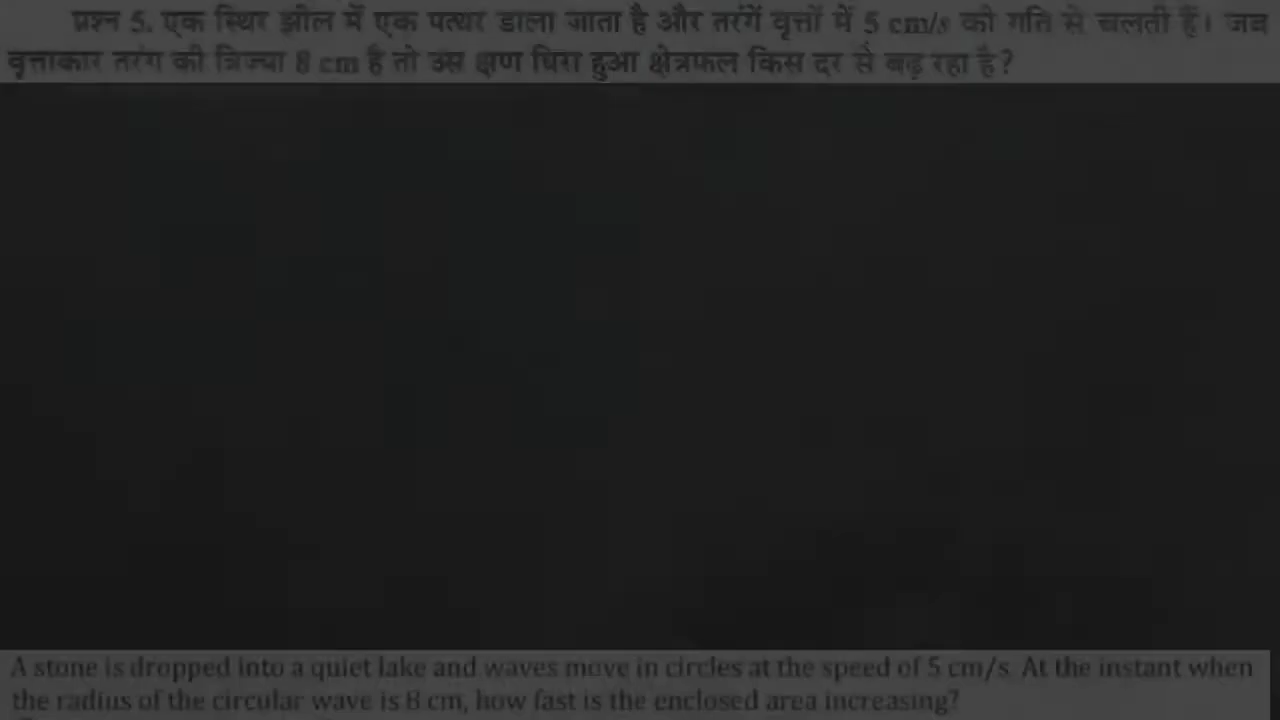 प्रश्न 5. एक स्थिर झील में एक पत्थर डाला जाता है और तरंगें वृत्तों में 5 cm/s की गति से चलती हैं। जब
वृत्ताकार तरंग की त्रिज्या 8 cm है तो उस क्षण घिरा हुआ क्षेत्रफल किस दर से बढ़ रहा है?
A stone is dropped into a quiet lake and waves move in circles at the speed of 5 cm/s. At the instant when
the radius of the circular wave is 8 cm, how fast is the enclosed area increasing?